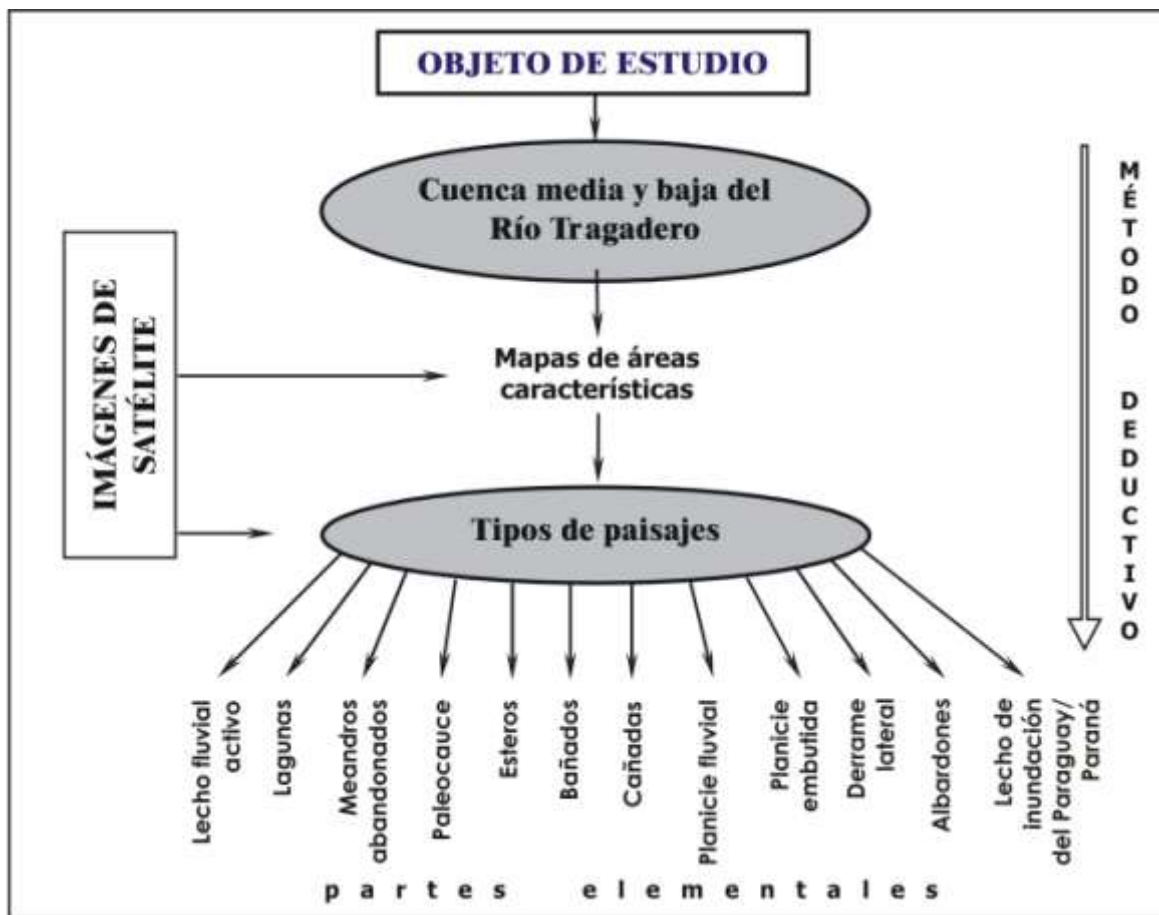 OBJETO DE ESTUDIO
Cuenca media y baja del
Río Tragadero
IMÁGENES DE
SATÉLITE
Mapas de áreas
características
Tipos de paisajes
MÉTODO DEDUCTIVO
Lecho fluvial
activo
Lagunas
Meandros
abandonados
Paleocauce
Esteros
Bañados
Cañadas
Planicie fluvial
Planicie
embutida
Derrame
lateral
Albardones
Lecho de
inundación
del Paraguay/
Paraná
partes elementales